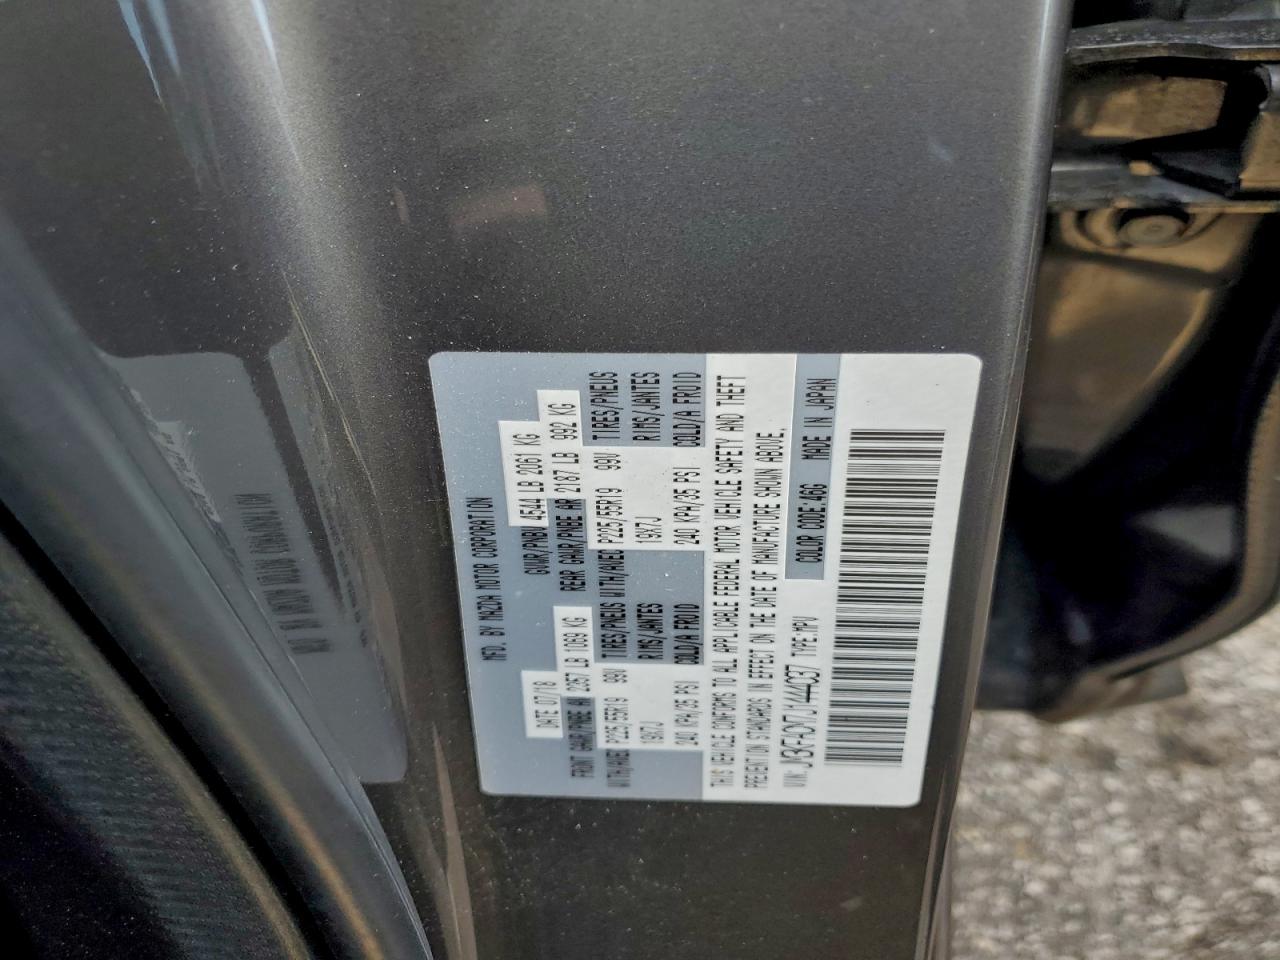 MFD. BY MAZDA MOTOR CORPORATION
DATE 07/18 GVWR/PNBV 4544 LB 2061 KG
FRONT GAWR/PNBE AV 2357 LB 1069 KG REAR GAWR/PNBE AR 2187 LB 992 KG
WITH/AVEC P225/55R19 99V TIRES/PNEUS WITH/AVEC P225/55R19 99V TIRES/PNEUS
19X7J RIMS/JANTES 19X7J RIMS/JANTES
240 KPA/35 PSI COLD/A FROID 240 KPA/35 PSI COLD/A FROID
THIS VEHICLE CONFORMS TO ALL APPLICABLE FEDERAL MOTOR VEHICLE SAFETY AND THEFT
PREVENTION STANDARDS IN EFFECT ON THE DATE OF MANUFACTURE SHOWN ABOVE.
VIN: TYPE:MPV COLOR CODE:46G MADE IN JAPAN